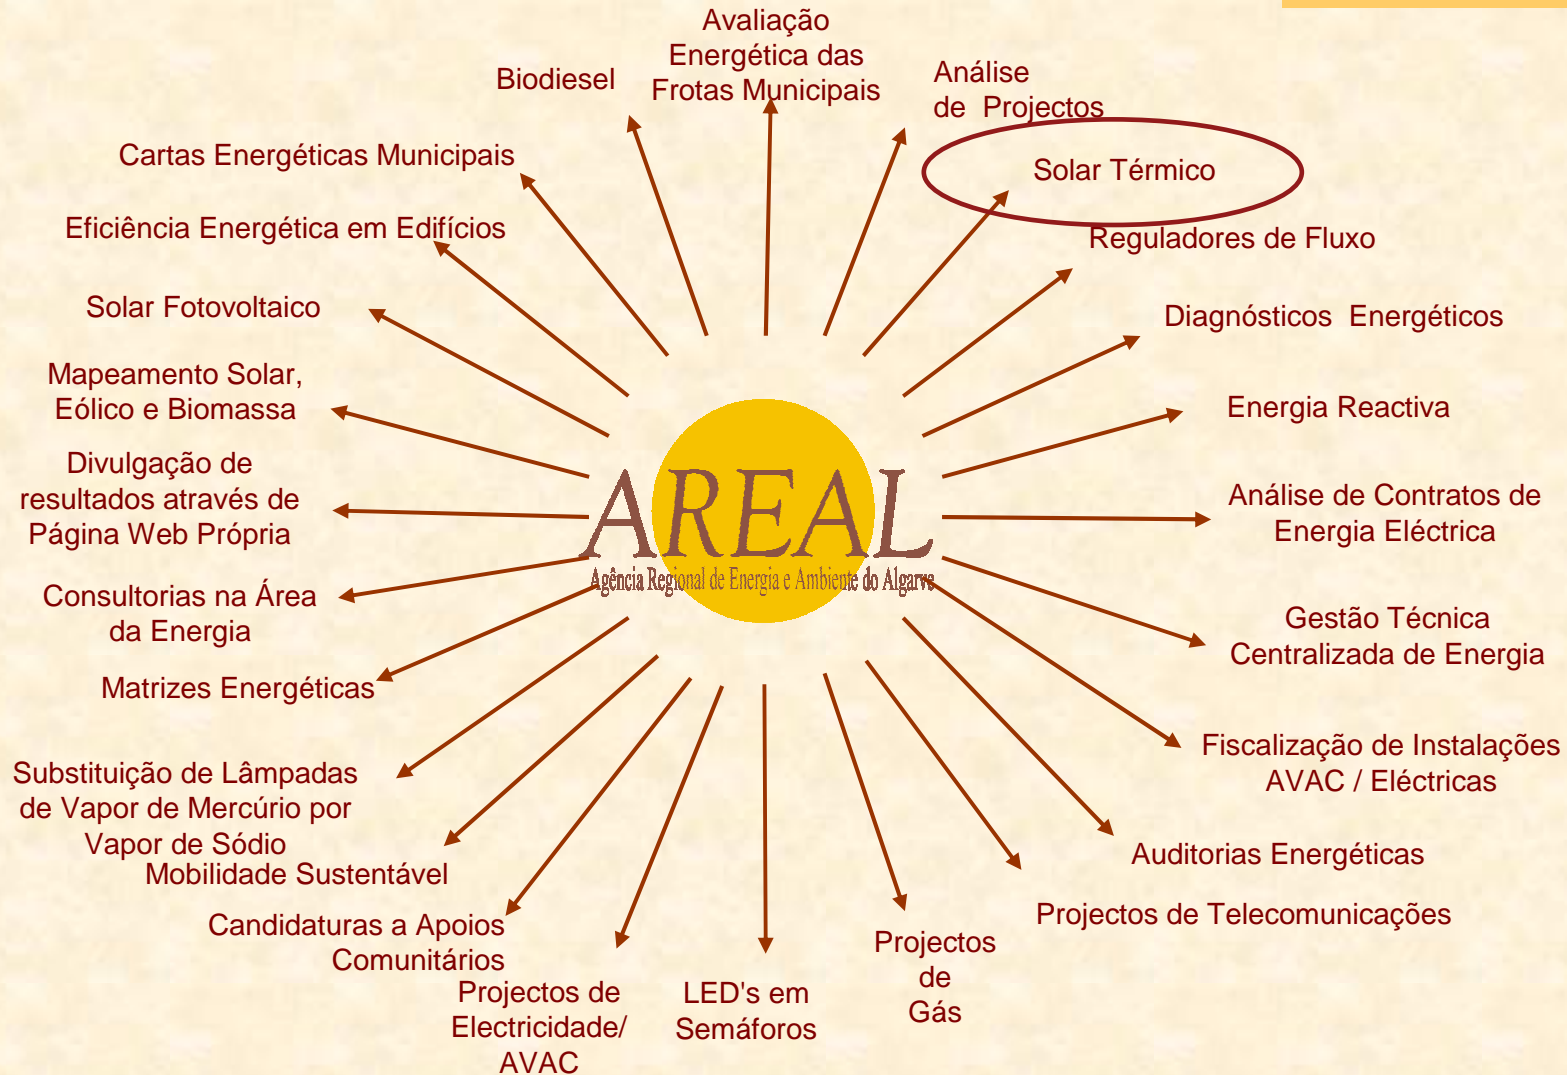 Avaliação
Energética das
Frotas Municipais
Biodiesel
Análise
de Projectos
Cartas Energéticas Municipais
Solar Térmico
Eficiência Energética em Edifícios
Reguladores de Fluxo
Solar Fotovoltaico
Diagnósticos Energéticos
Mapeamento Solar,
Eólico e Biomassa
Energia Reactiva
Divulgação de
resultados através de
Página Web Própria
AREAL
Agência Regional de Energia e Ambiente do Algarve
Análise de Contratos de
Energia Eléctrica
Consultorias na Área
da Energia
Gestão Técnica
Centralizada de Energia
Matrizes Energéticas
Fiscalização de Instalações
AVAC / Eléctricas
Substituição de Lâmpadas
de Vapor de Mercúrio por
Vapor de Sódio
Auditorias Energéticas
Mobilidade Sustentável
Projectos de Telecomunicações
Candidaturas a Apoios
Comunitários
Projectos
de
Gás
Projectos de
Electricidade/
AVAC
LED's em
Semáforos